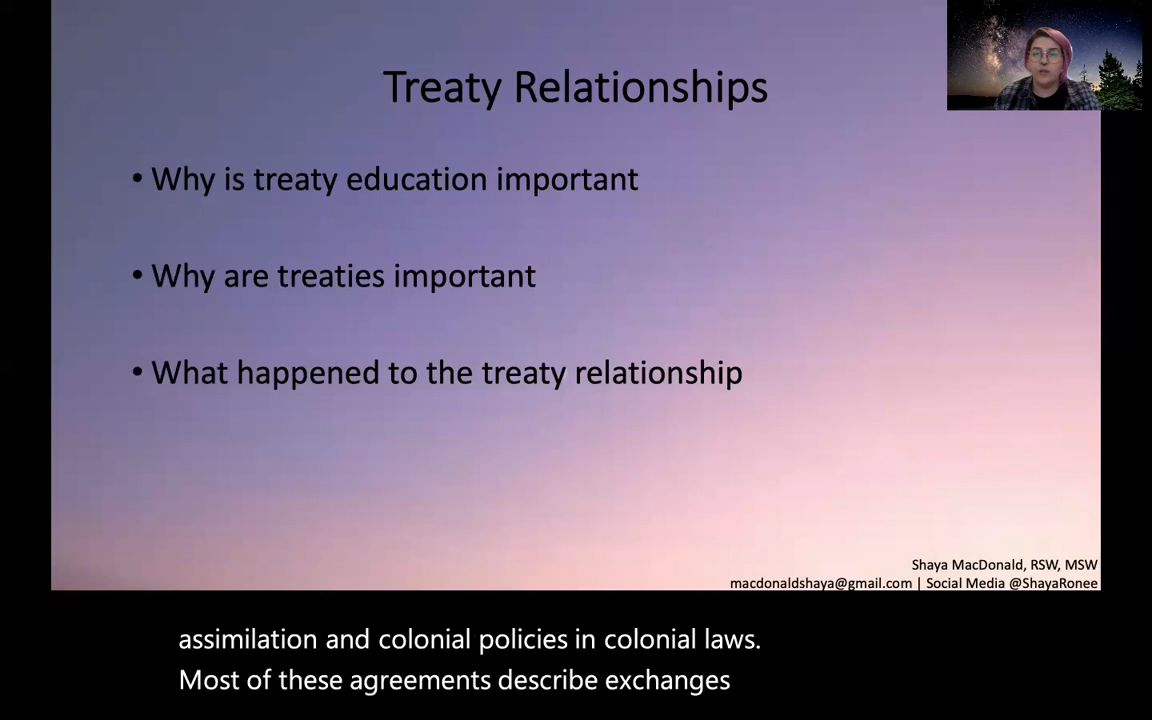 Treaty Relationships
• Why is treaty education important
• Why are treaties important
• What happened to the treaty relationship
Shaya MacDonald, RSW, MSW
macdonaldshaya@gmail.com | Social Media @ShayaRonee
assimilation and colonial policies in colonial laws.
Most of these agreements describe exchanges